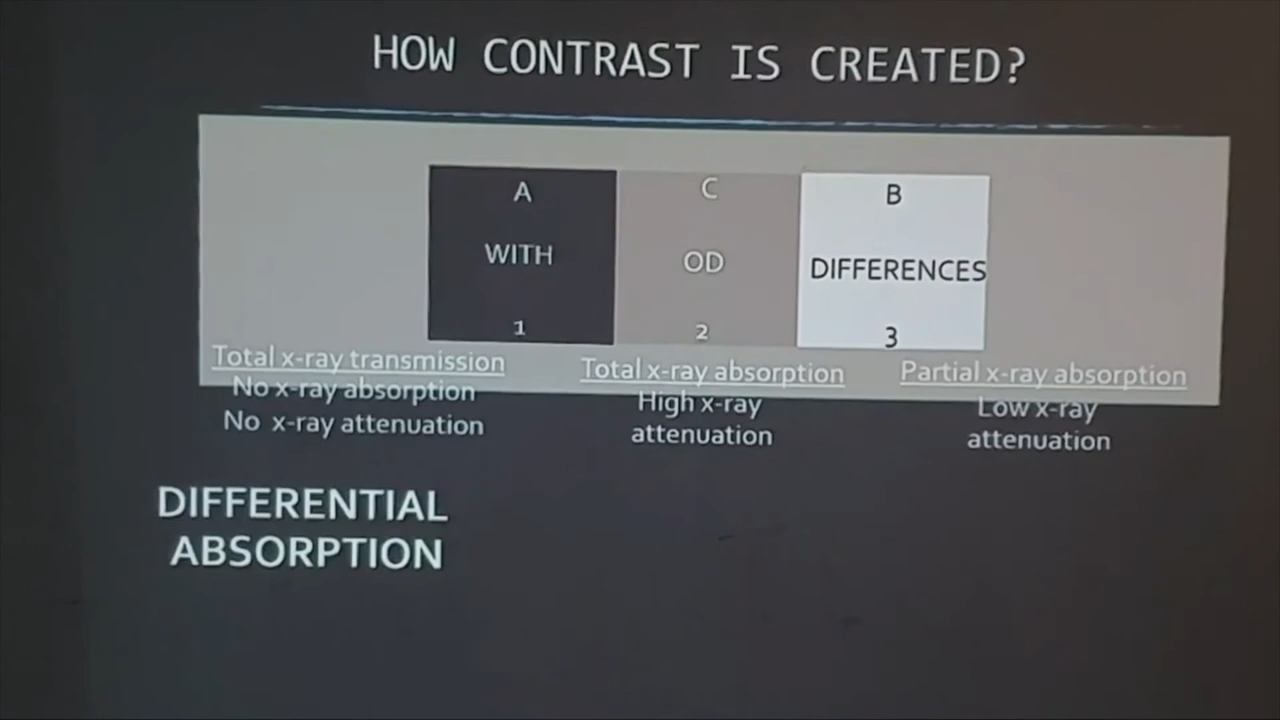 HOW CONTRAST IS CREATED?
A
WITH
1
C
OD
2
B
DIFFERENCES
3
Total x-ray transmission
No x-ray absorption
No x-ray attenuation
Total x-ray absorption
High x-ray
attenuation
Partial x-ray absorption
Low x-ray
attenuation
DIFFERENTIAL
ABSORPTION